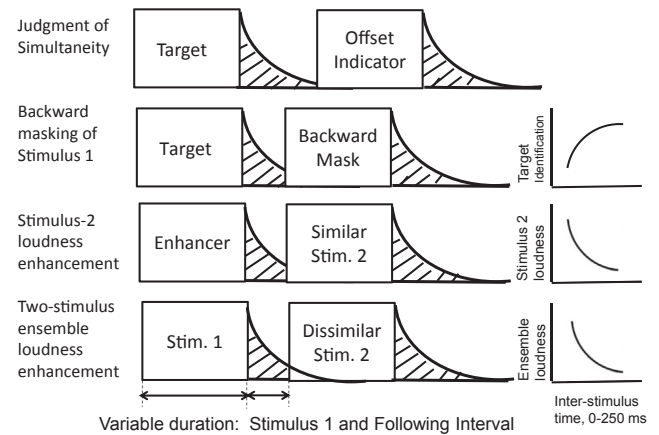 Judgment of
Simultaneity
Target
Offset
Indicator
Backward
masking of
Stimulus 1
Target
Backward
Mask
Target
Identification
Stimulus-2
loudness
enhancement
Enhancer
Similar
Stim. 2
Stimulus 2
loudness
Two-stimulus
ensemble
loudness
enhancement
Stim. 1
Dissimilar
Stim. 2
Ensemble
loudness
Variable duration: Stimulus 1 and Following Interval
Inter-stimulus
time, 0-250 ms